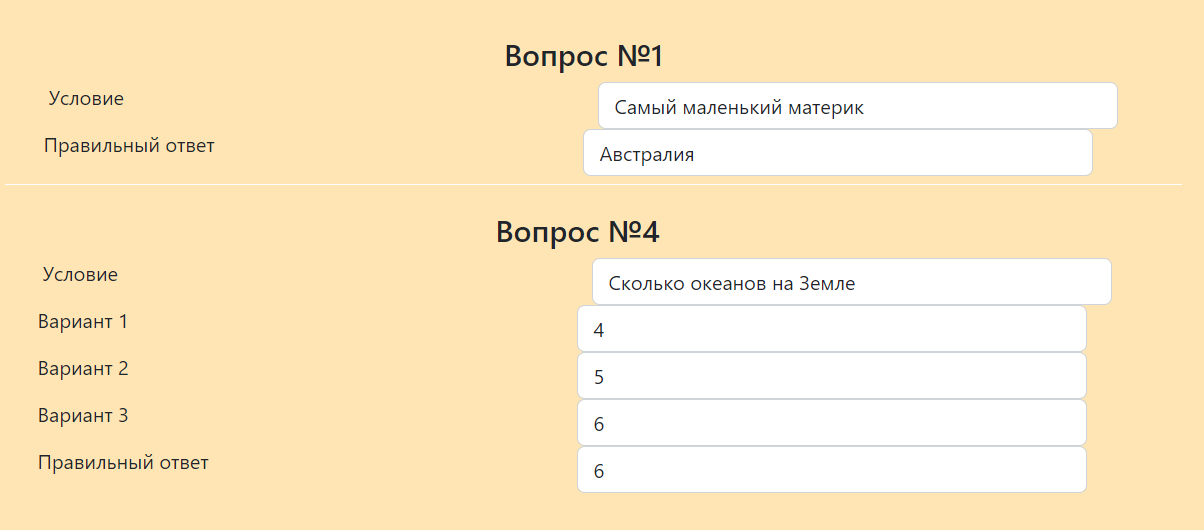 Вопрос №1
Условие Самый маленький материк
Правильный ответ Австралия
Вопрос №4
Условие Сколько океанов на Земле
Вариант 1 4
Вариант 2 5
Вариант 3 6
Правильный ответ 6